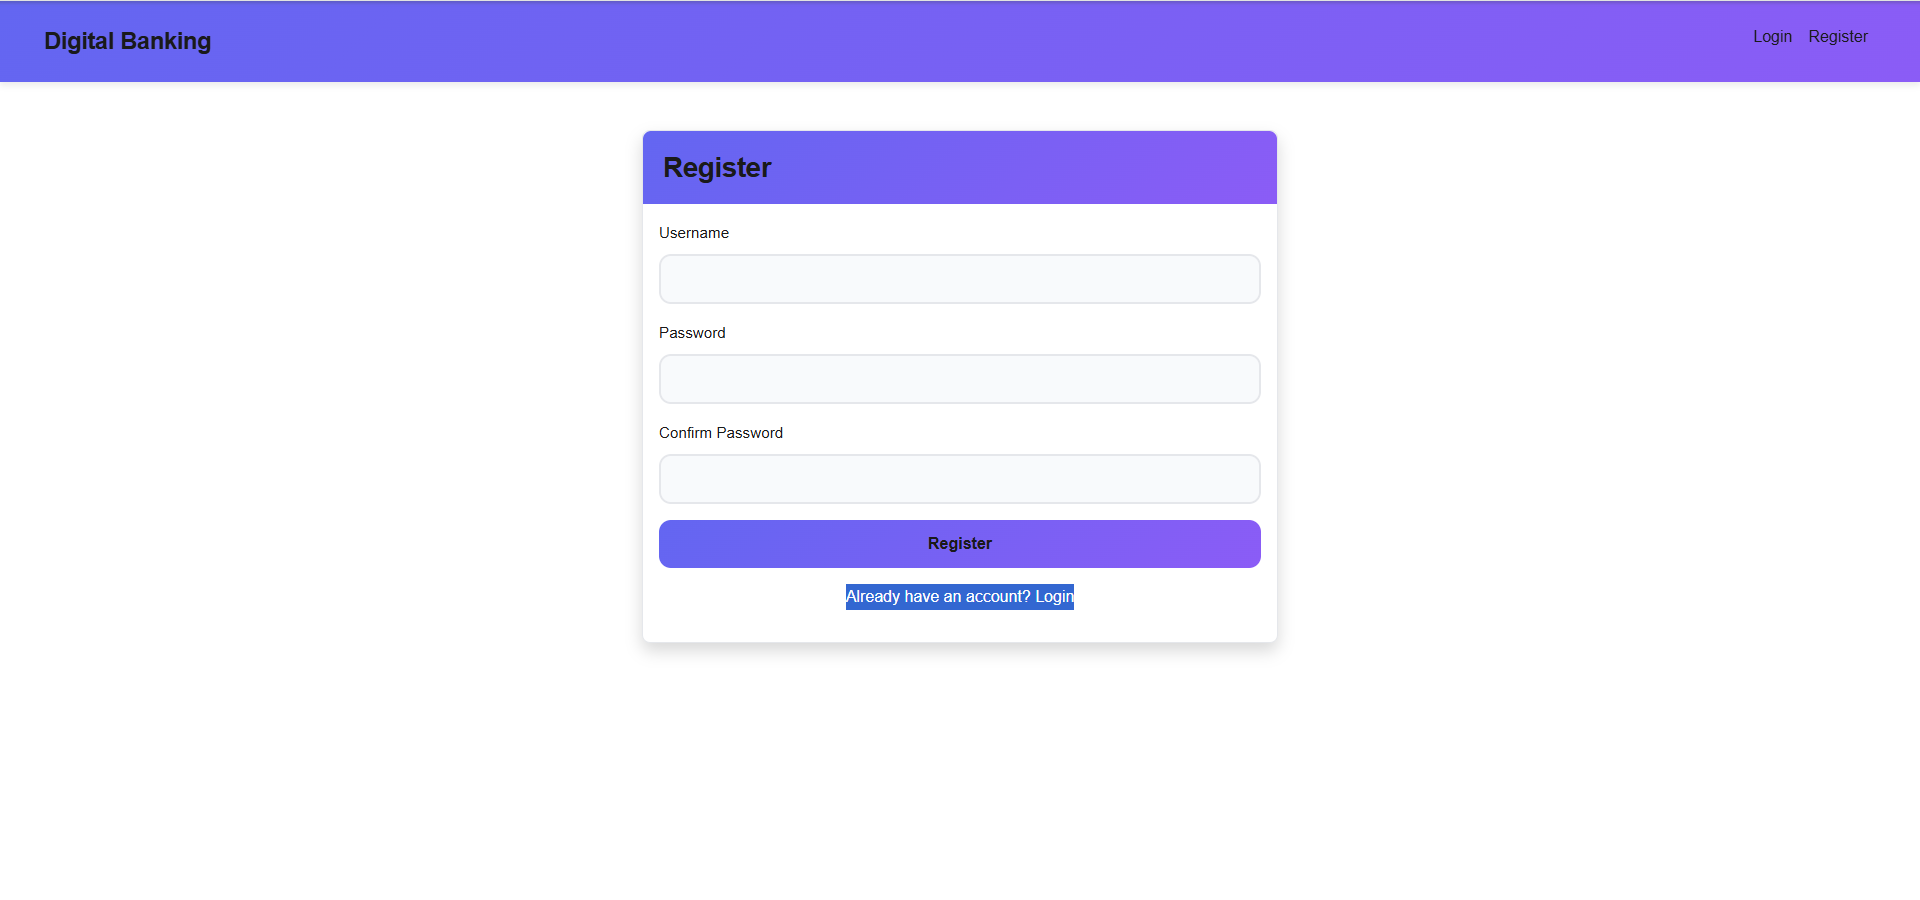 Digital Banking
Login Register
Register
Username
Password
Confirm Password
Register
Already have an account? Login